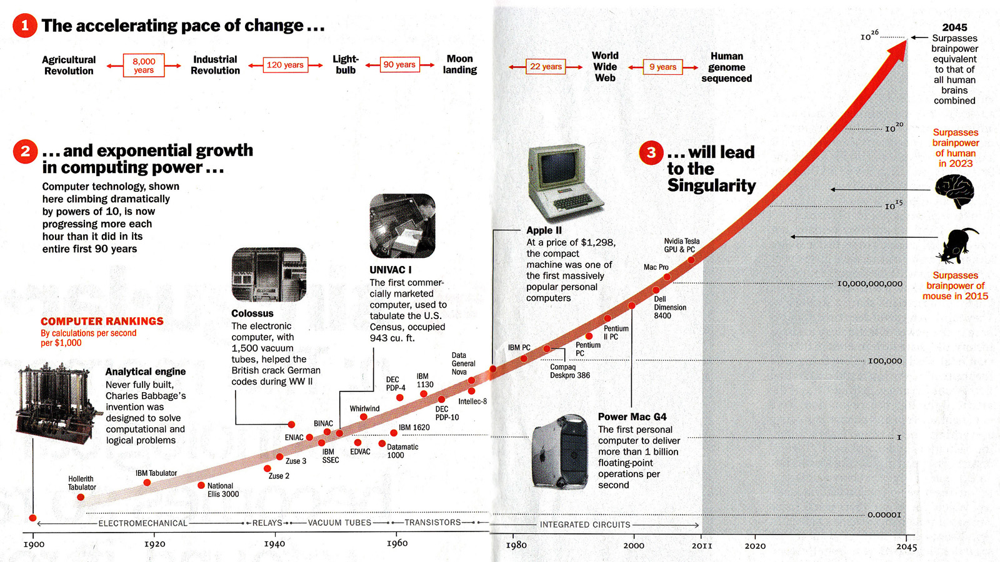 1 The accelerating pace of change...
Agricultural
Revolution
8,000
years
Industrial
Revolution
120 years
Light-
bulb
90 years
Moon
landing
22 years
World
Wide
Web
9 years
Human
genome
sequenced
2 ...and exponential growth
in computing power...
Computer technology, shown
here climbing dramatically
by powers of 10, is now
progressing more each
hour than it did in its
entire first 90 years
COMPUTER RANKINGS
By calculations per second
per $1,000
Analytical engine
Never fully built,
Charles Babbage's
invention was
designed to solve
computational and
logical problems
Colossus
The electronic
computer, with
1,500 vacuum
tubes, helped the
British crack German
codes during WW II
UNIVAC I
The first commer-
cially marketed
computer, used to
tabulate the U.S.
Census, occupied
943 cu. ft.
Apple II
At a price of $1,298,
the compact
machine was one of
the first massively
popular personal
computers
Power Mac G4
The first personal
computer to deliver
more than 1 billion
floating-point
operations per
second
3 ...will lead
to the
Singularity
Hollerith
Tabulator
IBM Tabulator
National
Ellis 3000
Zuse 2
Zuse 3
ENIAC
BINAC
IBM
SSEC
Whirlwind
EDVAC
Datamatic
1000
IBM 1620
DEC
PDP-4
IBM
1130
DEC
PDP-10
Data
General
Nova
Intellec-8
IBM PC
Compaq
Deskpro 386
Pentium
PC
Pentium
II PC
Dell
Dimension
8400
Mac Pro
Nvidia Tesla
GPU & PC
10^26
10^20
10^15
10,000,000,000
100,000
1
0.00001
2045
Surpasses
brainpower
equivalent
to that of
all human
brains
combined
Surpasses
brainpower
of human
in 2023
Surpasses
brainpower of
mouse in 2015
ELECTROMECHANICAL
RELAYS
VACUUM TUBES
TRANSISTORS
INTEGRATED CIRCUITS
1900
1920
1940
1960
1980
2000
2011
2020
2045